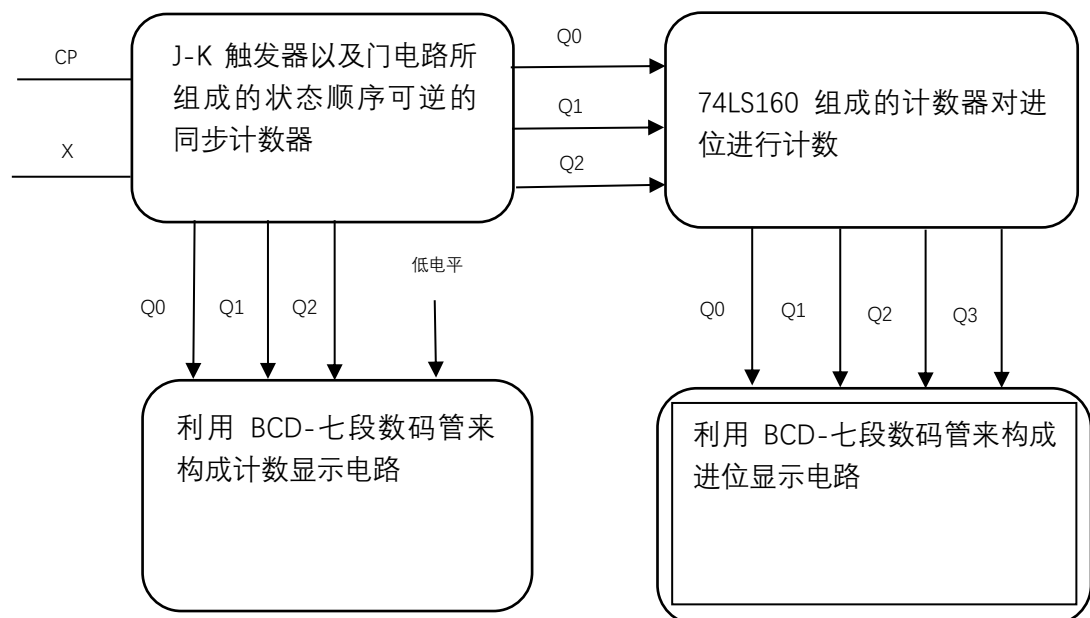 CP
X
J-K 触发器以及门电路所
组成的状态顺序可逆的
同步计数器
Q0
Q1
Q2
74LS160 组成的计数器对进
位进行计数
Q0
Q1
Q2
低电平
Q0
Q1
Q2
Q3
利用 BCD-七段数码管来
构成计数显示电路
利用 BCD-七段数码管来构成
进位显示电路